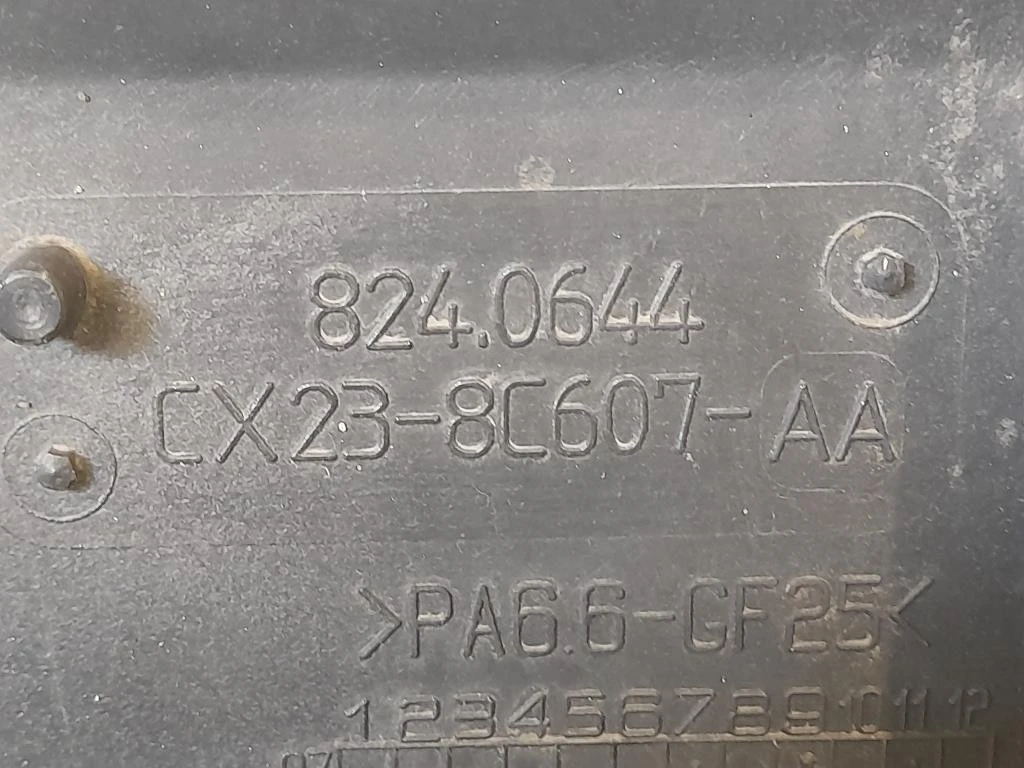 824.0644
CX23-8C607-AA
>PA6.6-GF25<
1 2 3 4 5 6 7 8 9 10 11 12